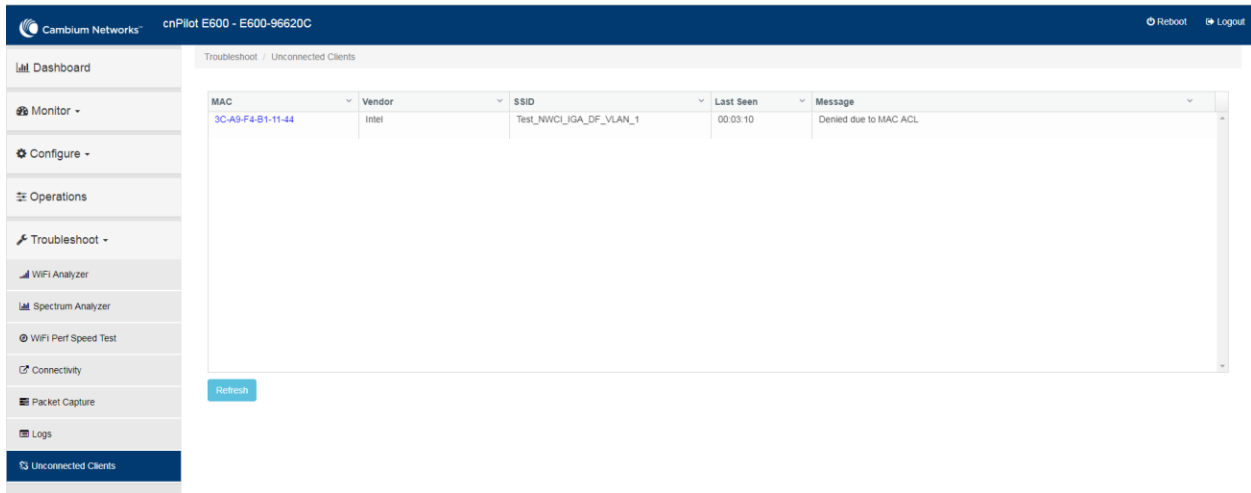 Cambium Networks™ cnPilot E600 - E600-96620C Reboot Logout
Dashboard
Monitor
Configure
Operations
Troubleshoot
WiFi Analyzer
Spectrum Analyzer
WiFi Perf Speed Test
Connectivity
Packet Capture
Logs
Unconnected Clients
Troubleshoot / Unconnected Clients
MAC Vendor SSID Last Seen Message
3C-A9-F4-B1-11-44 Intel Test_NWCI_IGA_DF_VLAN_1 00:03:10 Denied due to MAC ACL
Refresh